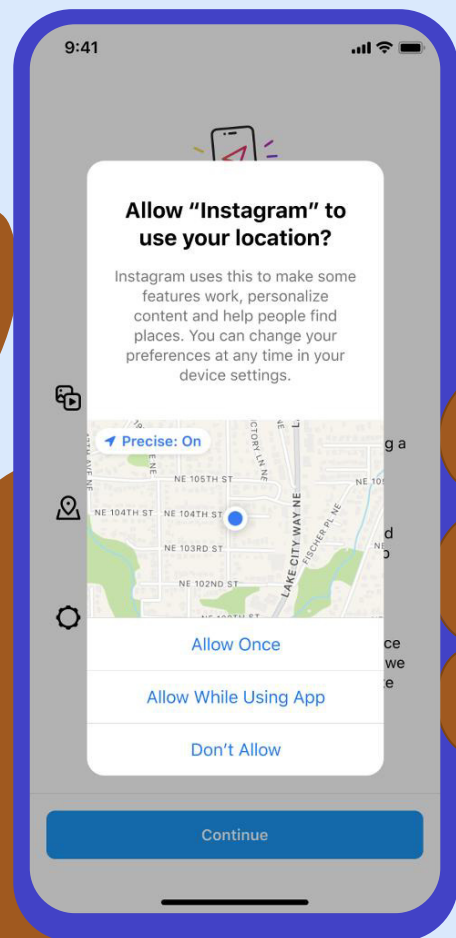 9:41
Allow “Instagram” to
use your location?
Instagram uses this to make some
features work, personalize
content and help people find
places. You can change your
preferences at any time in your
device settings.
Precise: On
g a
NE 105TH ST
NE 104TH ST
NE 104TH ST
d
NE 103RD ST
LAKE CITY WAY NE
FISCHER PL NE
NE 102ND ST
Allow Once
ce
we
Allow While Using App
Don’t Allow
Continue